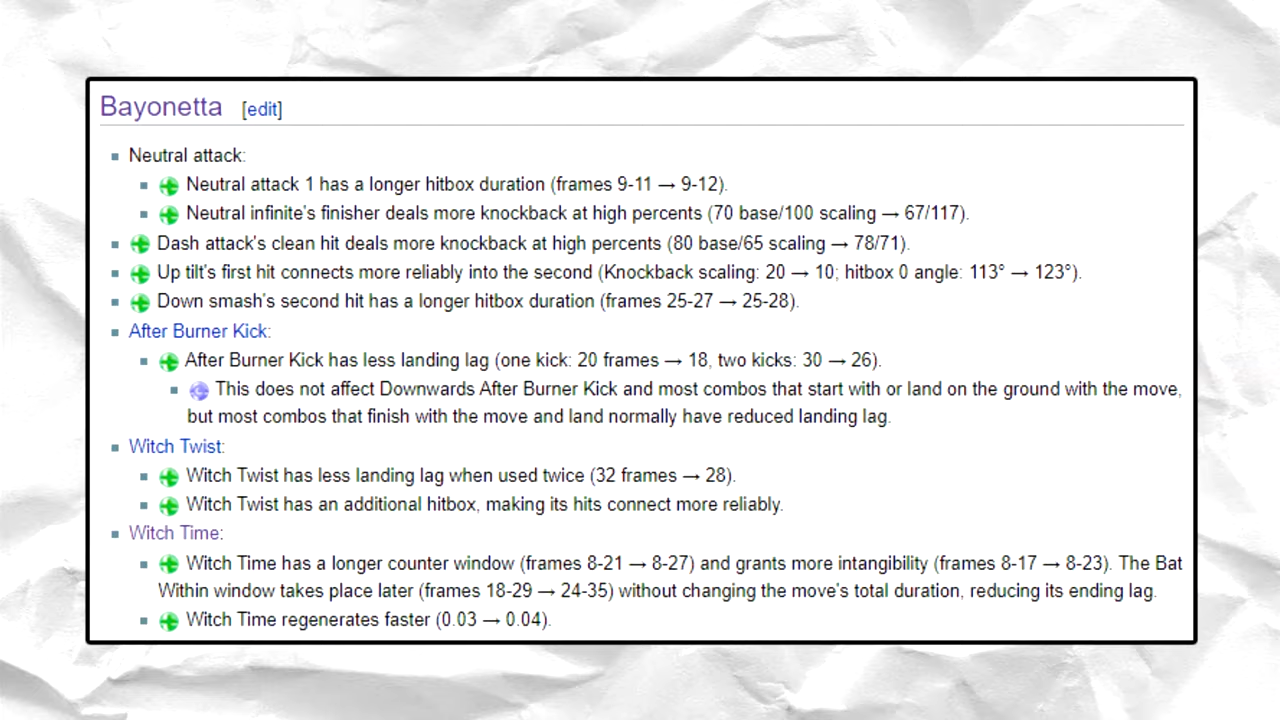 Bayonetta [edit]
Neutral attack:
Neutral attack 1 has a longer hitbox duration (frames 9-11 → 9-12).
Neutral infinite's finisher deals more knockback at high percents (70 base/100 scaling → 67/117).
Dash attack's clean hit deals more knockback at high percents (80 base/65 scaling → 78/71).
Up tilt's first hit connects more reliably into the second (Knockback scaling: 20 → 10; hitbox 0 angle: 113° → 123°).
Down smash's second hit has a longer hitbox duration (frames 25-27 → 25-28).
After Burner Kick:
After Burner Kick has less landing lag (one kick: 20 frames → 18, two kicks: 30 → 26).
This does not affect Downwards After Burner Kick and most combos that start with or land on the ground with the move,
but most combos that finish with the move and land normally have reduced landing lag.
Witch Twist:
Witch Twist has less landing lag when used twice (32 frames → 28).
Witch Twist has an additional hitbox, making its hits connect more reliably.
Witch Time:
Witch Time has a longer counter window (frames 8-21 → 8-27) and grants more intangibility (frames 8-17 → 8-23). The Bat
Within window takes place later (frames 18-29 → 24-35) without changing the move's total duration, reducing its ending lag.
Witch Time regenerates faster (0.03 → 0.04).